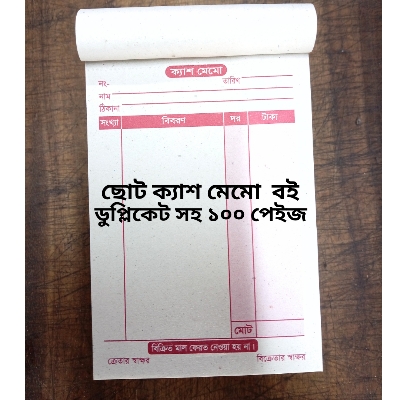 ক্যাশ মেমো
নং- তারিখ
নাম
ঠিকানা
সংখ্যা বিবরণ দর টাকা
ছোট ক্যাশ মেমো বই
ডুপ্লিকেট সহ ১০০ পেইজ
মোট
বিক্রিত মাল ফেরত নেওয়া হয় না।
ক্রেতার স্বাক্ষর বিক্রেতার স্বাক্ষর